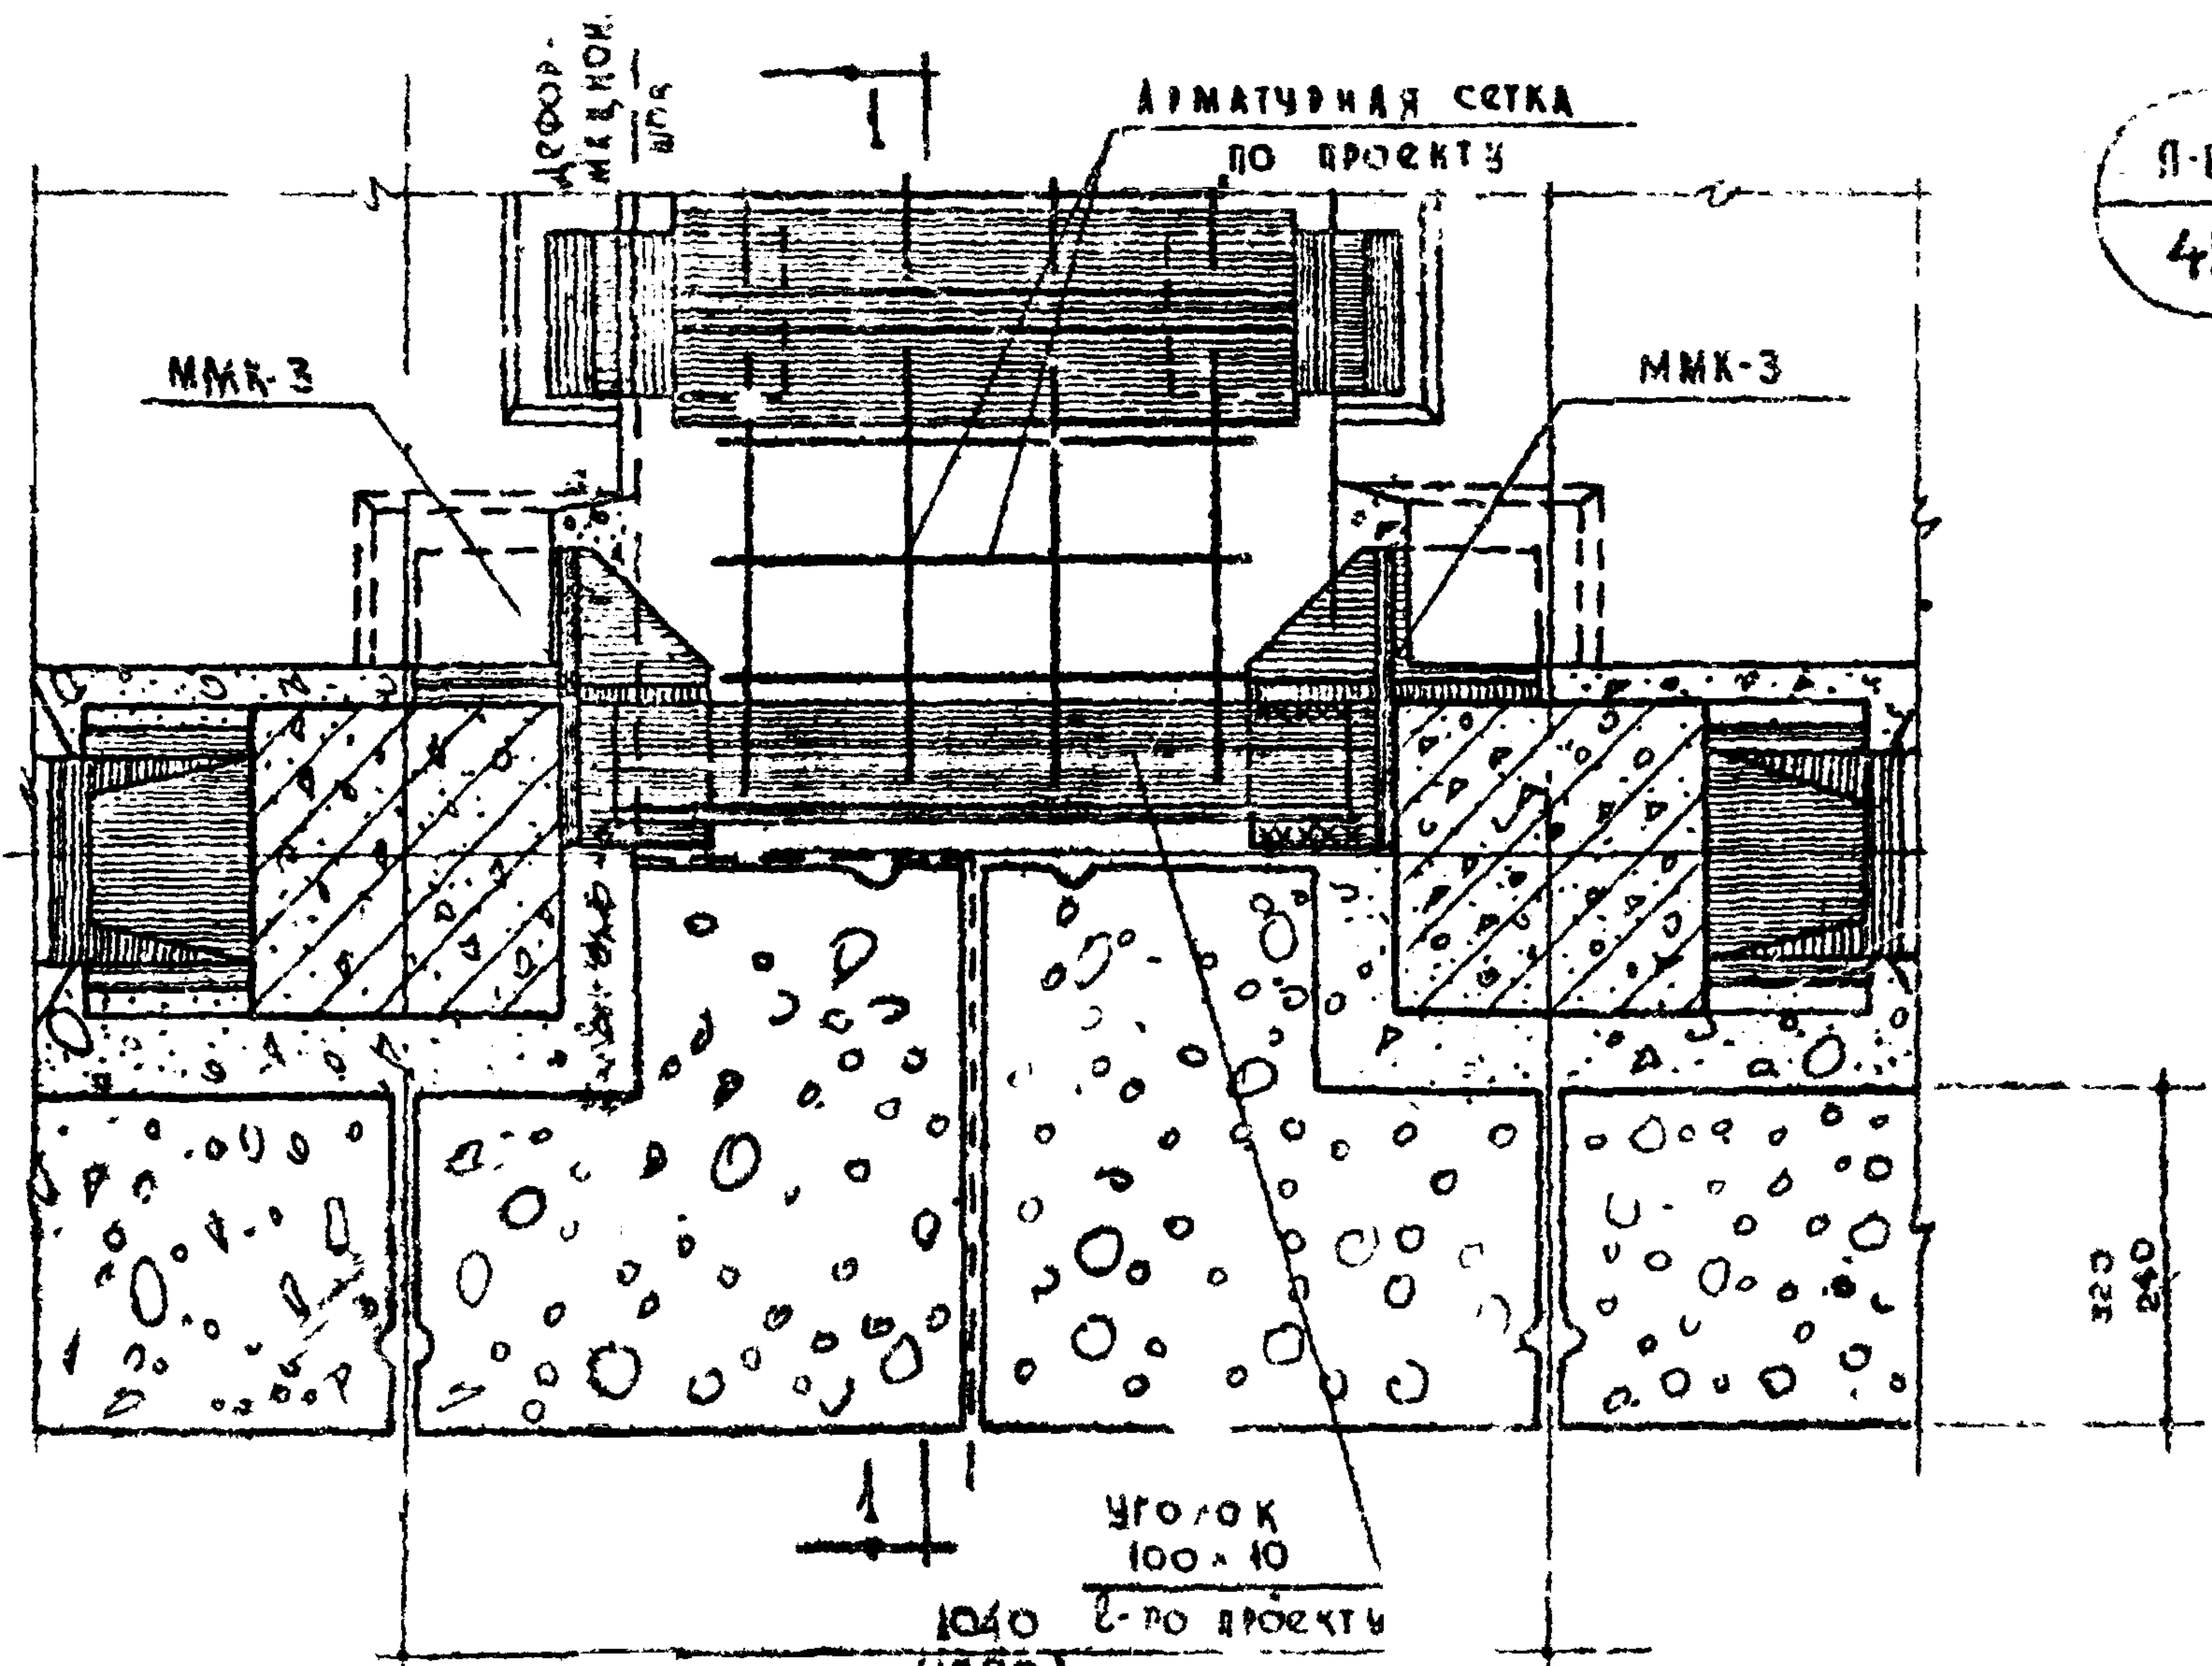 Дефор-
мацион.
шов
1
Арматурная сетка
по проекту
ММК-3
ММК-3
320
240
1
Уголок
100×10
ℓ-по проекту
1040